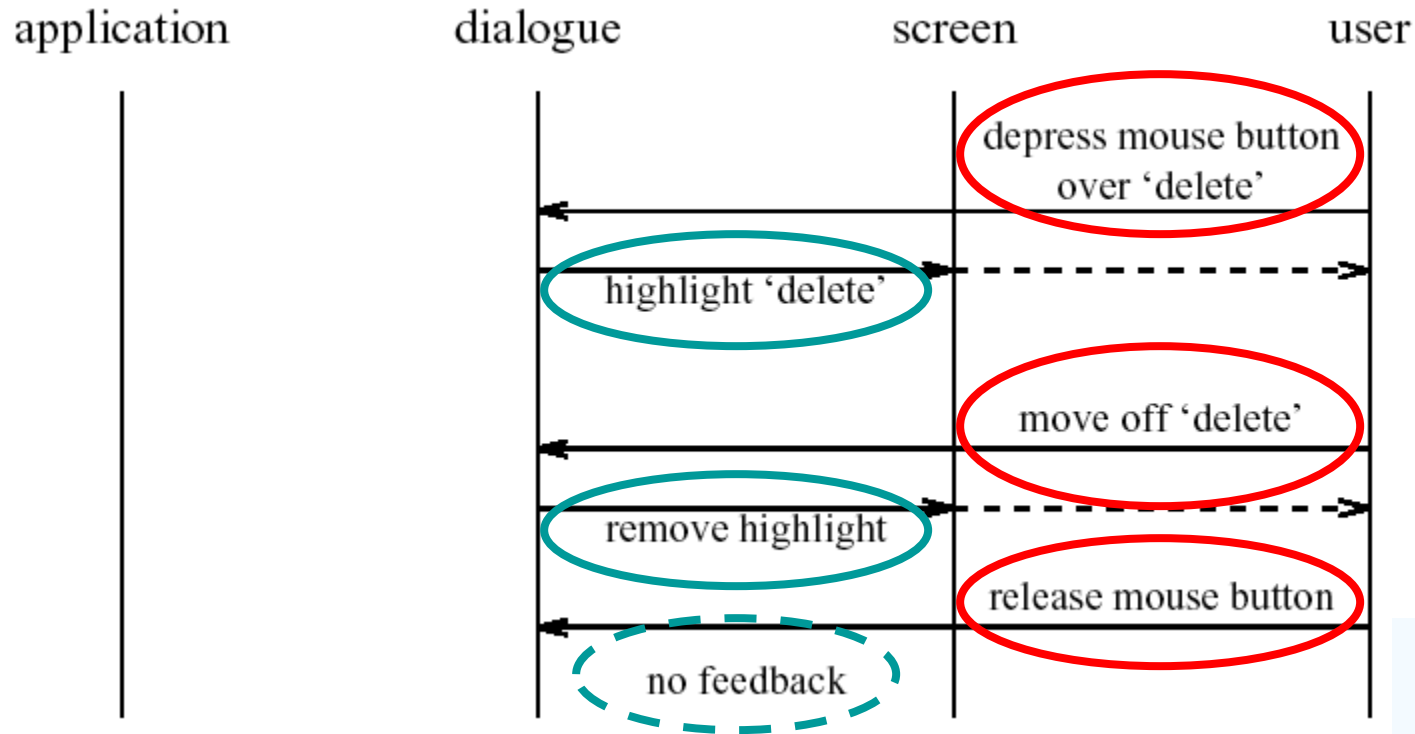 application dialogue screen user
depress mouse button
over ‘delete’
highlight ‘delete’
move off ‘delete’
remove highlight
release mouse button
no feedback